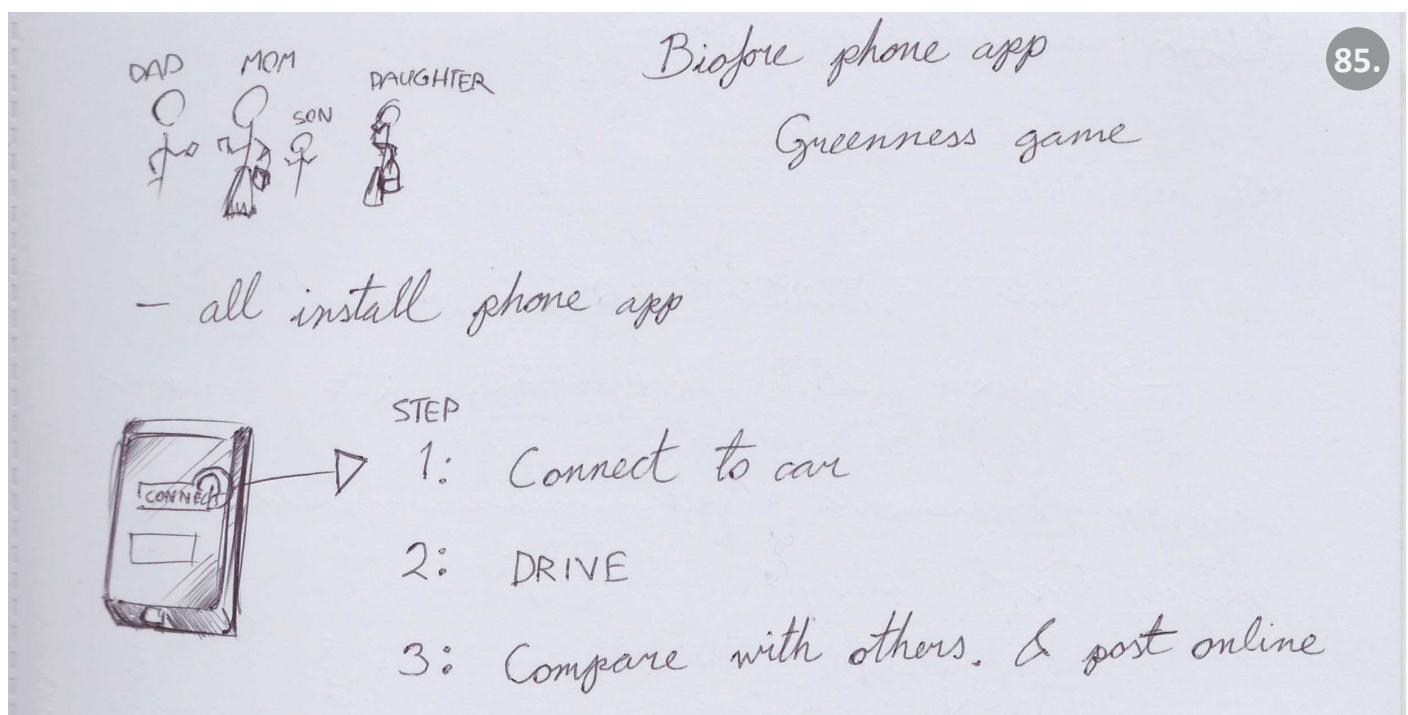 Biofore phone app
85.
Greenness game
DAD
MOM
SON
DAUGHTER
- all install phone app
CONNECT
STEP
1: Connect to car
2: DRIVE
3: Compare with others. & post online